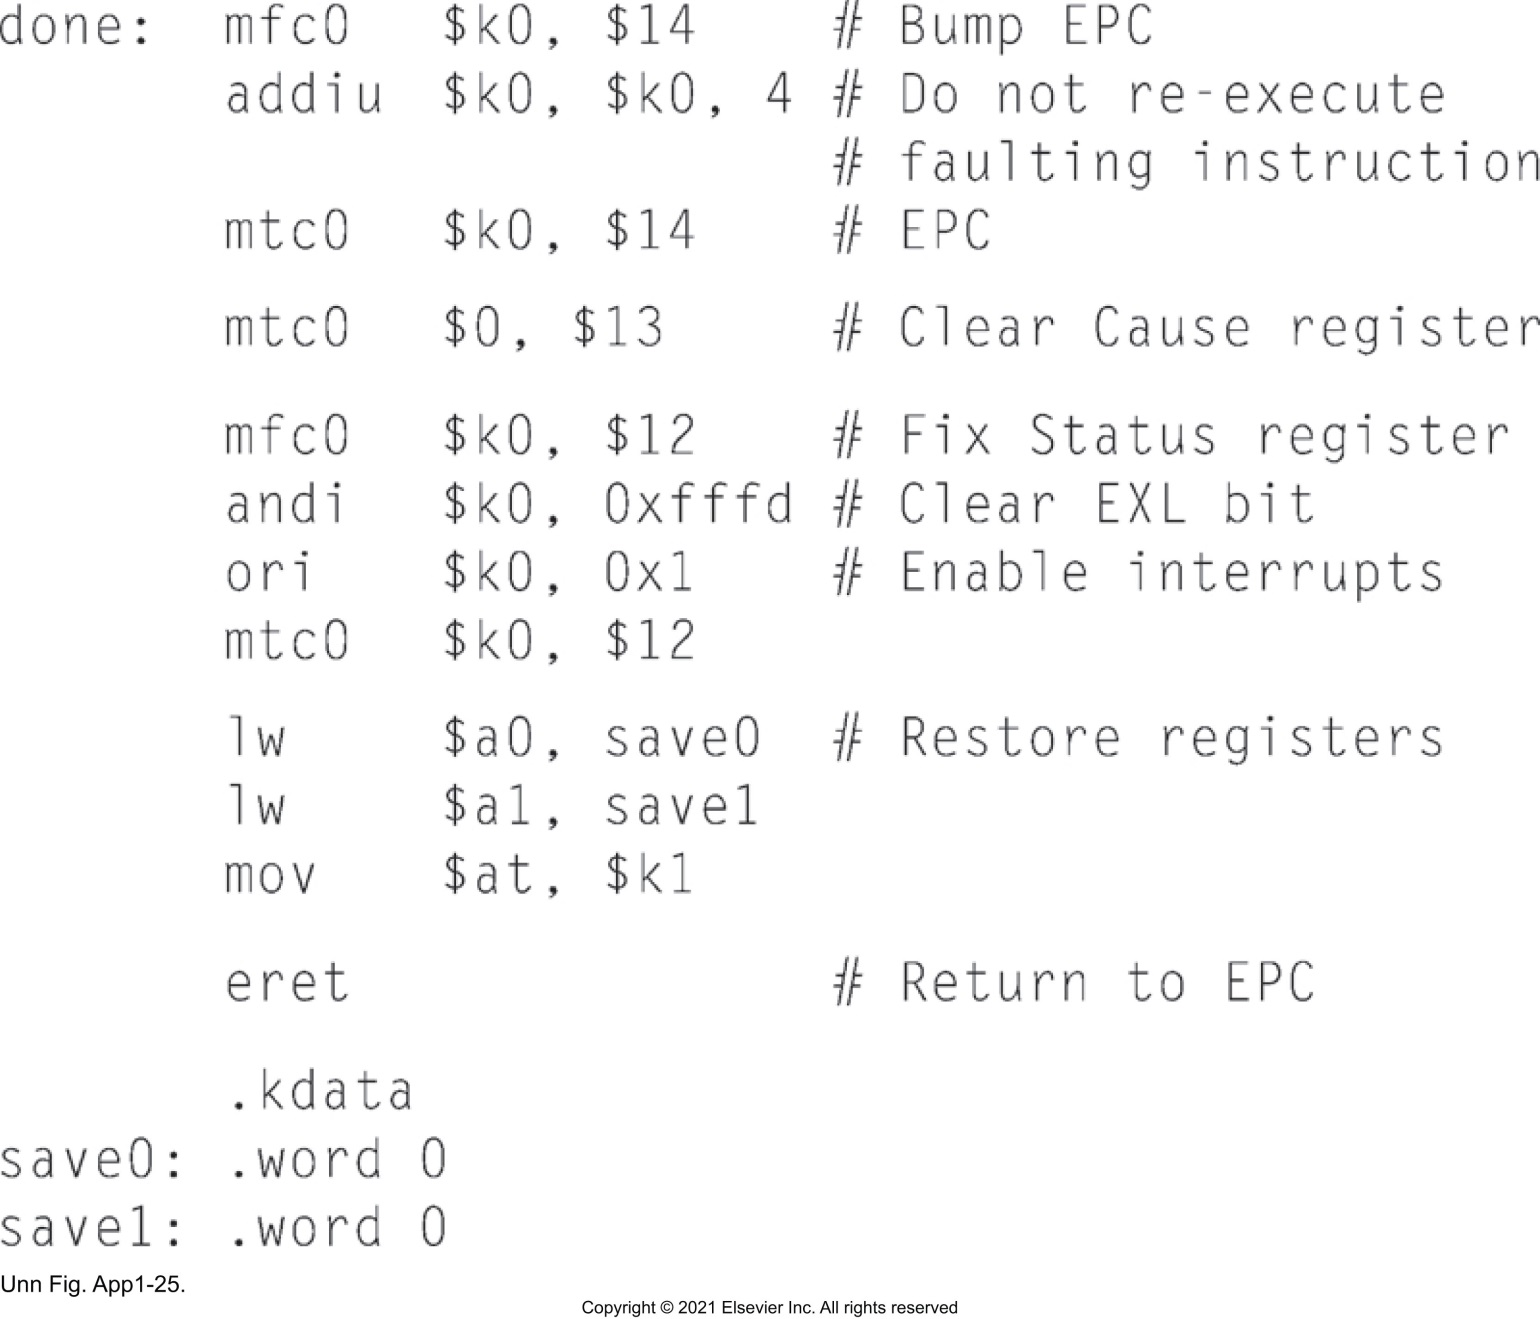 done:  mfc0   $k0, $14     # Bump EPC
       addiu  $k0, $k0, 4  # Do not re-execute
                           # faulting instruction
       mtc0   $k0, $14     # EPC
       mtc0   $0, $13      # Clear Cause register
       mfc0   $k0, $12     # Fix Status register
       andi   $k0, 0xfffd  # Clear EXL bit
       ori    $k0, 0x1     # Enable interrupts
       mtc0   $k0, $12
       lw     $a0, save0   # Restore registers
       lw     $a1, save1
       mov    $at, $k1
       eret                # Return to EPC
       .kdata
save0: .word 0
save1: .word 0
Unn Fig. App1-25.
Copyright © 2021 Elsevier Inc. All rights reserved